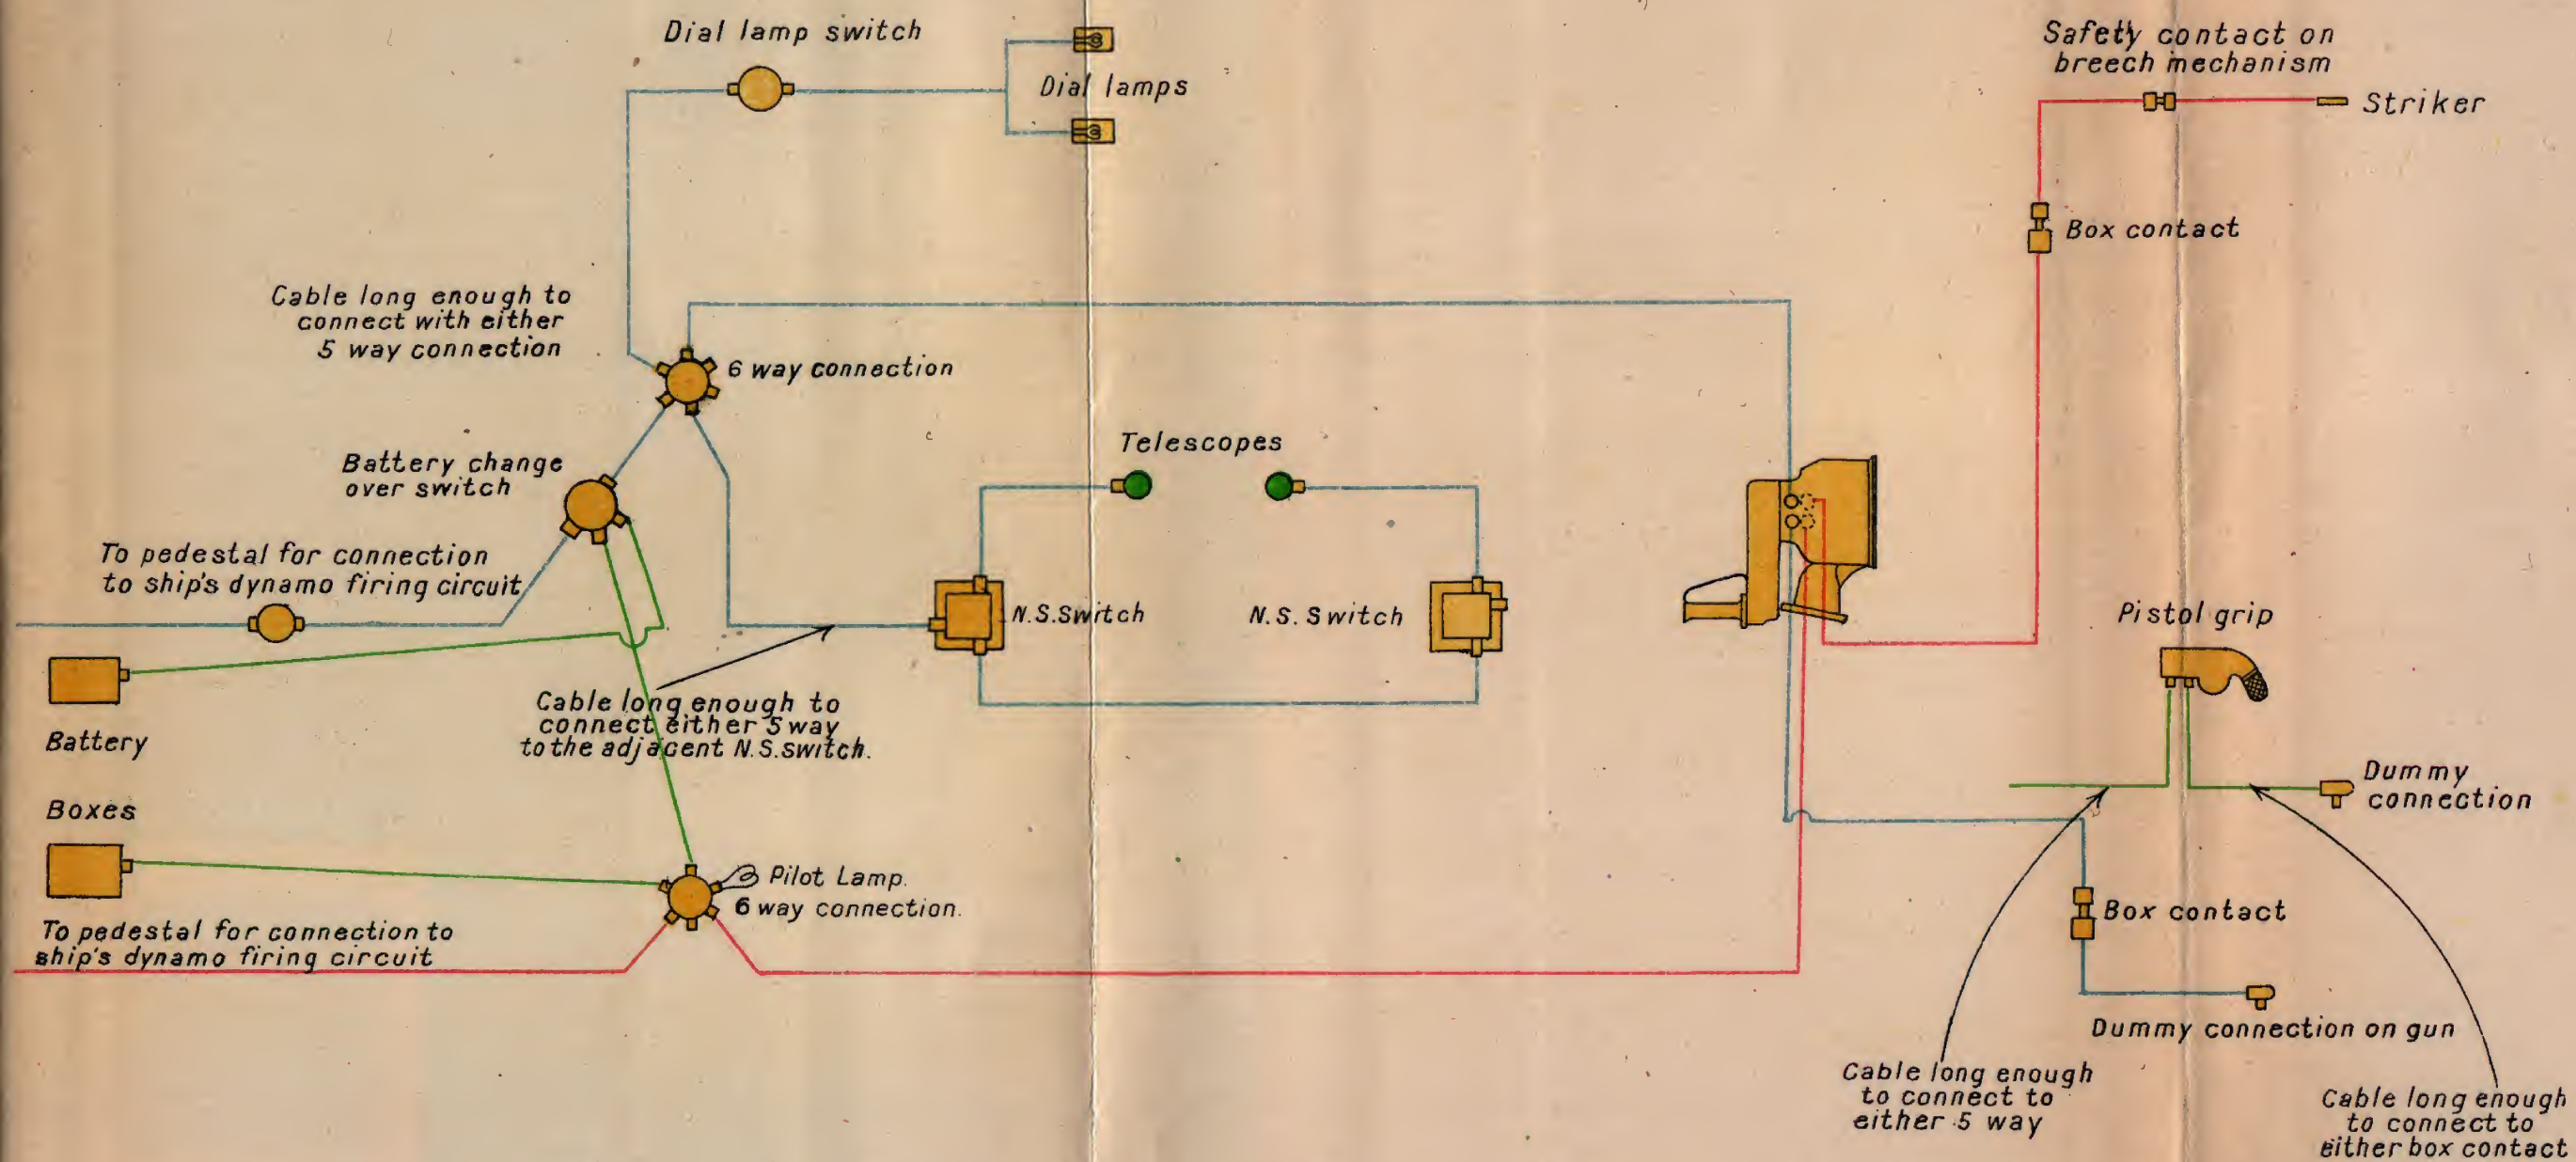 Dial lamp switch
Dial lamps
Safety contact on
breech mechanism
Striker
Box contact
Cable long enough to
connect with either
5 way connection
6 way connection
Telescopes
Battery change
over switch
To pedestal for connection
to ship's dynamo firing circuit
N.S.Switch
N.S. Switch
Pistol grip
Cable long enough to
connect either 5 way
to the adjacent N.S.switch.
Battery
Boxes
Dummy
connection
Pilot Lamp.
6 way connection.
Box contact
To pedestal for connection to
ship's dynamo firing circuit
Dummy connection on gun
Cable long enough
to connect to
either 5 way
Cable long enough
to connect to
either box contact